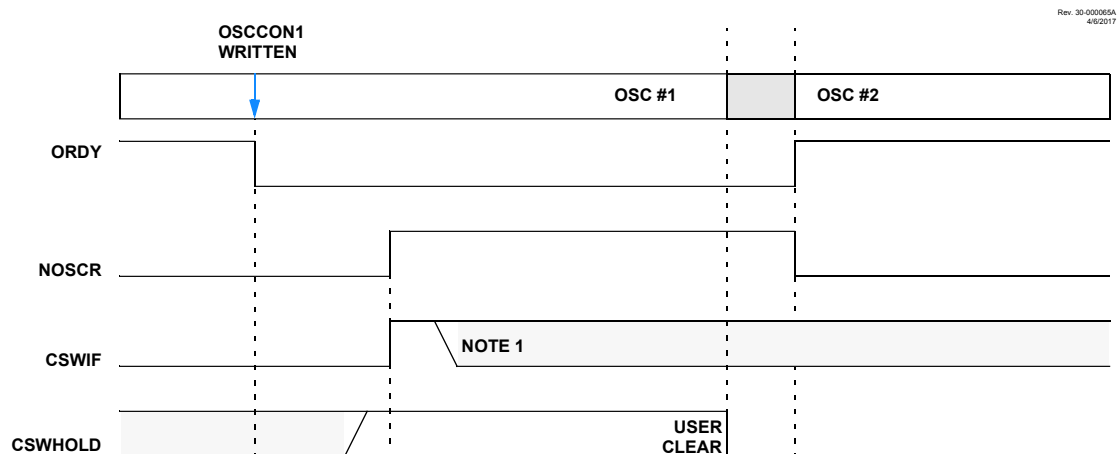 Rev. 30-000065A
4/6/2017
OSCCON1
WRITTEN
OSC #1
OSC #2
ORDY
NOSCR
CSWIF
NOTE 1
CSWHOLD
USER
CLEAR